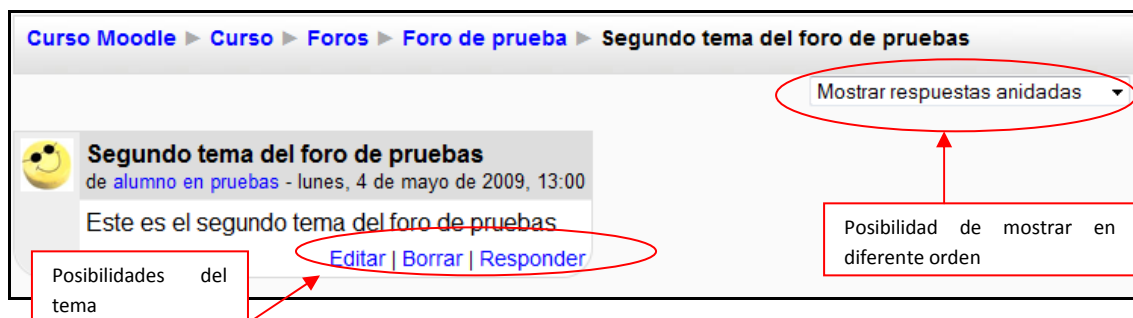 Curso Moodle ► Curso ► Foros ► Foro de prueba ► Segundo tema del foro de pruebas
Mostrar respuestas anidadas
Segundo tema del foro de pruebas
de alumno en pruebas - lunes, 4 de mayo de 2009, 13:00
Este es el segundo tema del foro de pruebas
Editar | Borrar | Responder
Posibilidad de mostrar en
diferente orden
Posibilidades del
tema